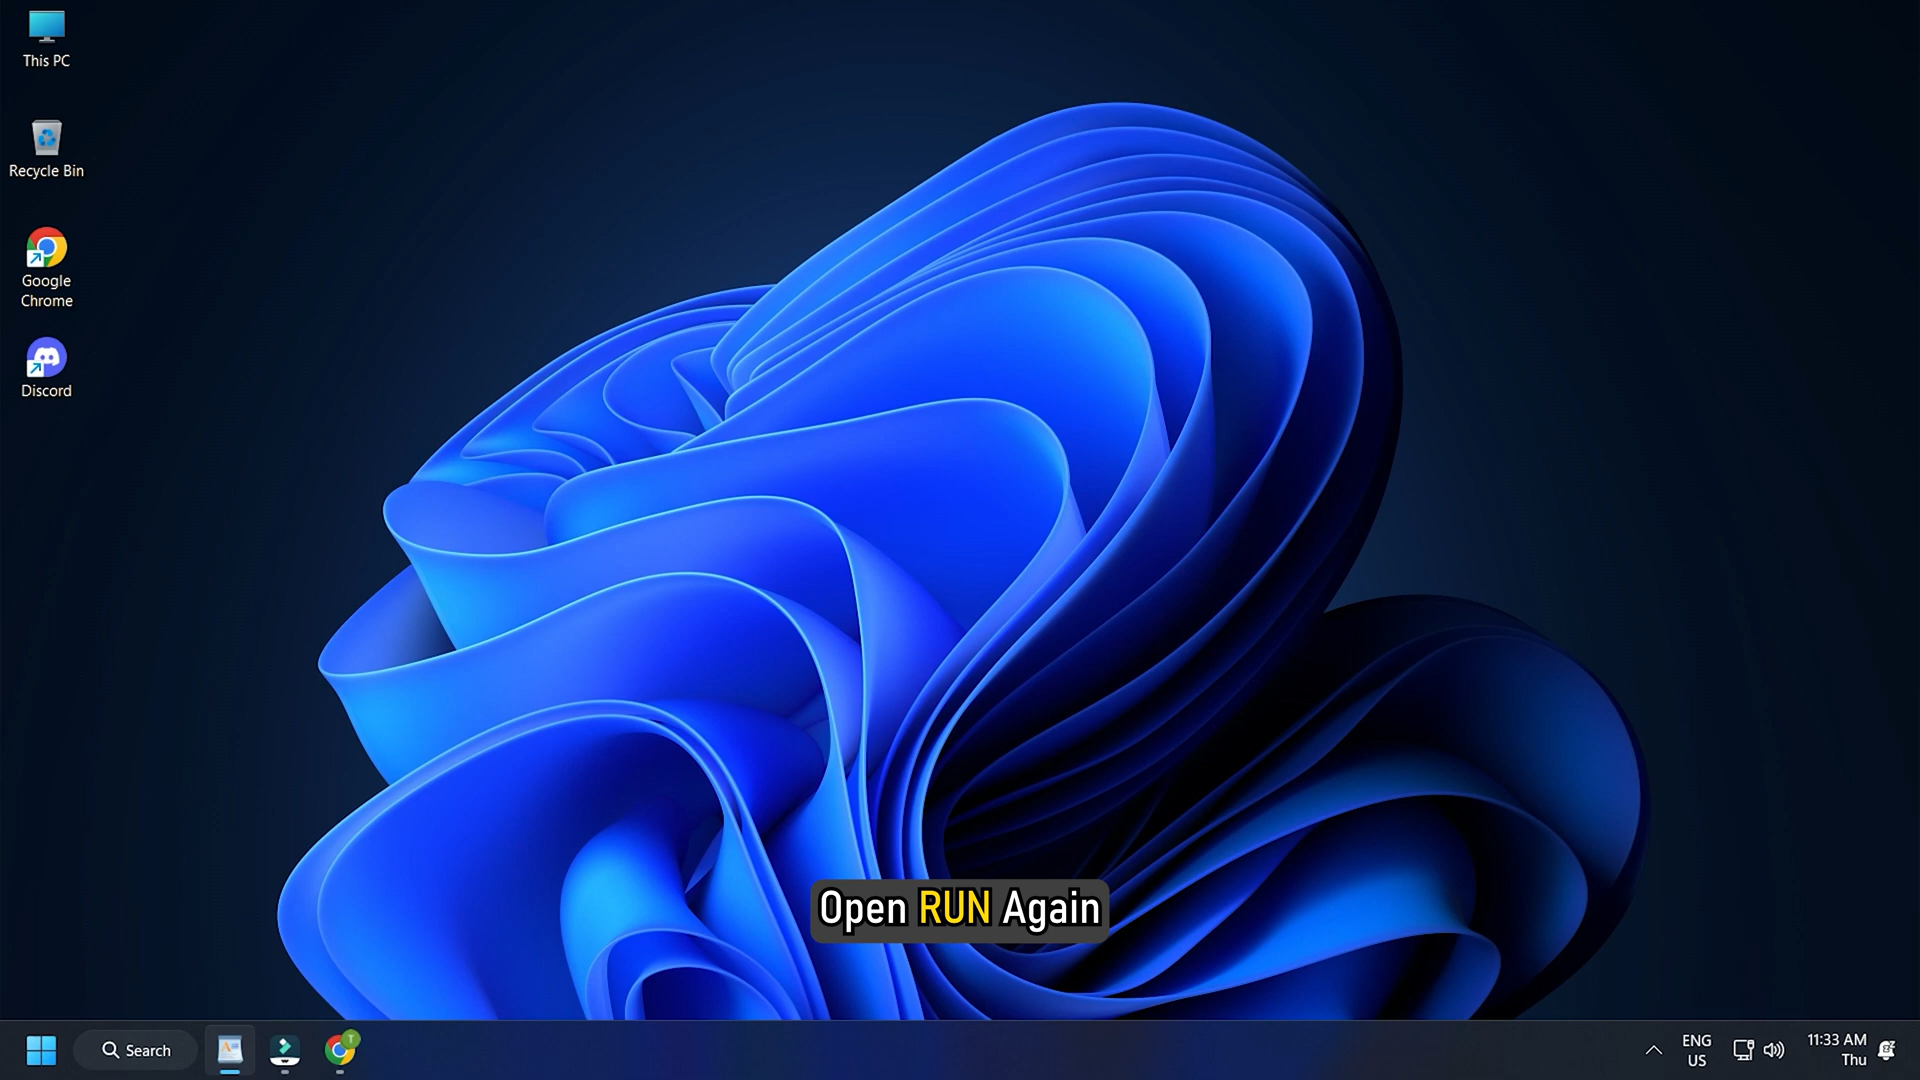 This PC
Recycle Bin
Google
Chrome
Discord
Open RUN Again
Search
T
ENG
US
11:33 AM
Thu